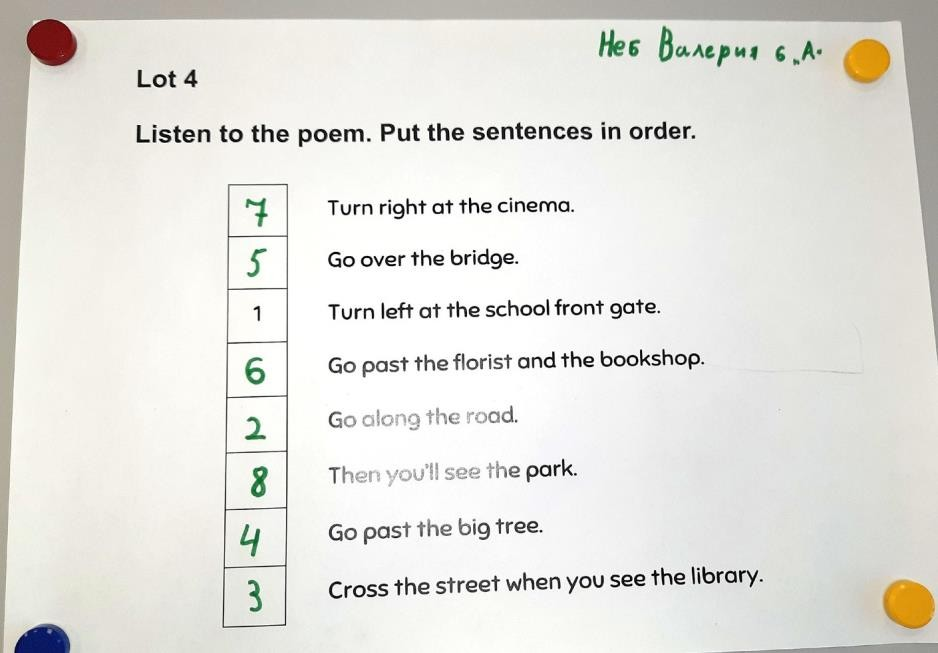 Неб Валерия 6 „А.
Lot 4
Listen to the poem. Put the sentences in order.
7 Turn right at the cinema.
5 Go over the bridge.
1 Turn left at the school front gate.
6 Go past the florist and the bookshop.
2 Go along the road.
8 Then you'll see the park.
4 Go past the big tree.
3 Cross the street when you see the library.